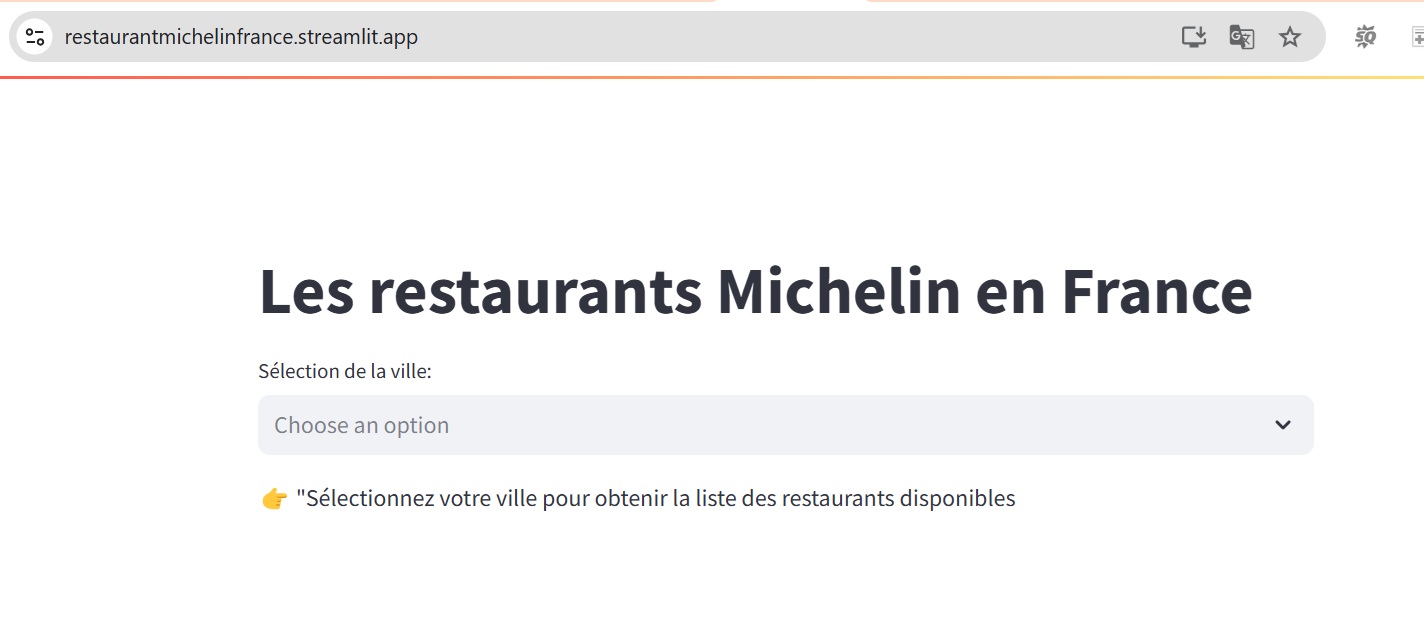 restaurantmichelinfrance.streamlit.app
Les restaurants Michelin en France
Sélection de la ville:
Choose an option
👉 "Sélectionnez votre ville pour obtenir la liste des restaurants disponibles